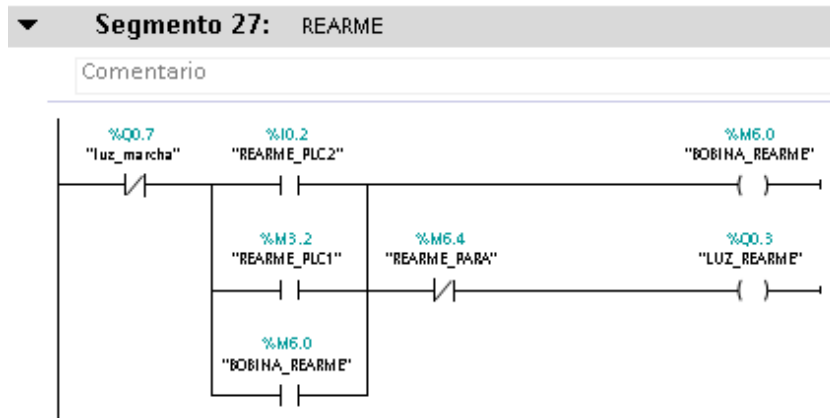 Segmento 27: REARME
Comentario
%Q0.7 %I0.2 %M6.0
"luz_marcha" "REARME_PLC2" "BOBINA_REARME"
%M3.2 %M6.4 %Q0.3
"REARME_PLC1" "REARME_PARA" "LUZ_REARME"
%M6.0
"BOBINA_REARME"